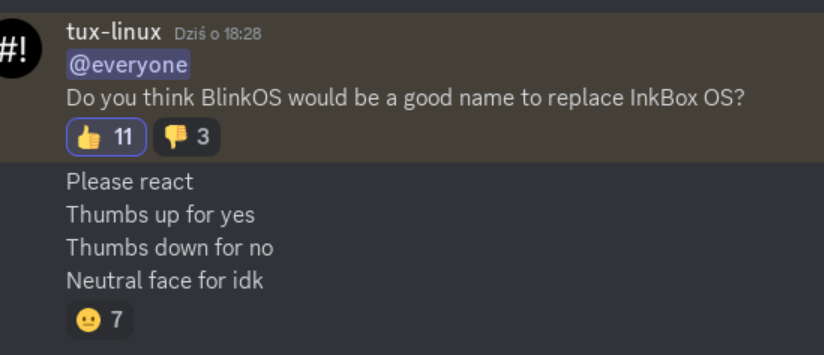 #!
tux-linux Dziś o 18:28
@everyone
Do you think BlinkOS would be a good name to replace InkBox OS?
👍 11 👎 3
Please react
Thumbs up for yes
Thumbs down for no
Neutral face for idk
😐 7